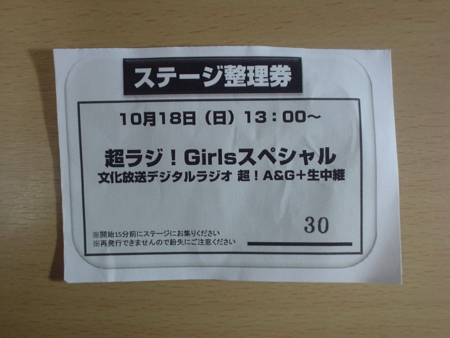 ステージ整理券
10月18日（日）13：00～
超ラジ！Girlsスペシャル
文化放送デジタルラジオ 超！A&G＋生中継
※開始15分前にステージにお集りください
※再発行できませんので紛失にご注意ください
30